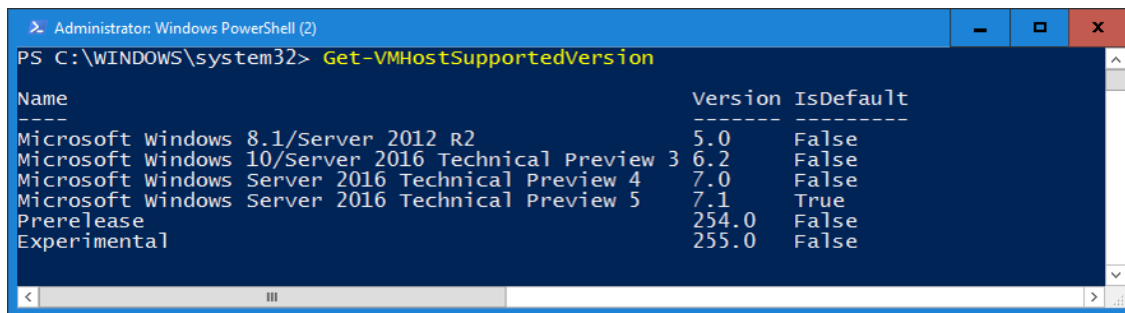 Administrator: Windows PowerShell (2)
PS C:\WINDOWS\system32> Get-VMHostSupportedVersion
Name Version IsDefault
---- ------- ---------
Microsoft Windows 8.1/Server 2012 R2 5.0 False
Microsoft Windows 10/Server 2016 Technical Preview 3 6.2 False
Microsoft Windows Server 2016 Technical Preview 4 7.0 False
Microsoft Windows Server 2016 Technical Preview 5 7.1 True
Prerelease 254.0 False
Experimental 255.0 False